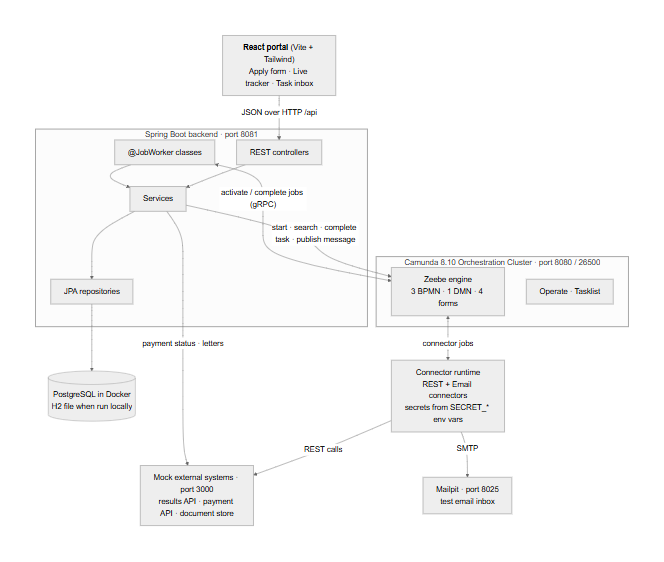 React portal (Vite +
Tailwind)
Apply form · Live
tracker · Task inbox
JSON over HTTP /api
Spring Boot backend · port 8081
@JobWorker classes
REST controllers
Services
activate / complete jobs
(gRPC)
start · search · complete
task · publish message
Camunda 8.10 Orchestration Cluster · port 8080 / 26500
Zeebe engine
3 BPMN · 1 DMN · 4
forms
Operate · Tasklist
JPA repositories
payment status · letters
connector jobs
PostgreSQL in Docker
H2 file when run locally
Connector runtime
REST + Email
connectors
secrets from SECRET_*
env vars
REST calls
SMTP
Mock external systems ·
port 3000
results API · payment
API · document store
Mailpit · port 8025
test email inbox